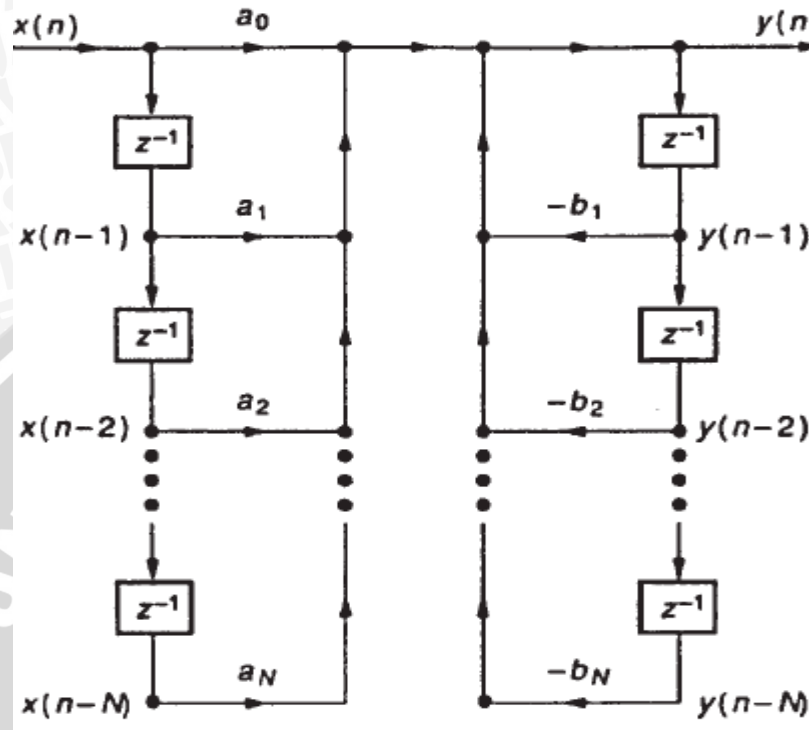 x(n) a₀ y(n
z⁻¹ z⁻¹
x(n−1) a₁ −b₁ y(n−1)
z⁻¹ z⁻¹
x(n−2) a₂ −b₂ y(n−2)
z⁻¹ z⁻¹
x(n−N) a_N −b_N y(n−N)